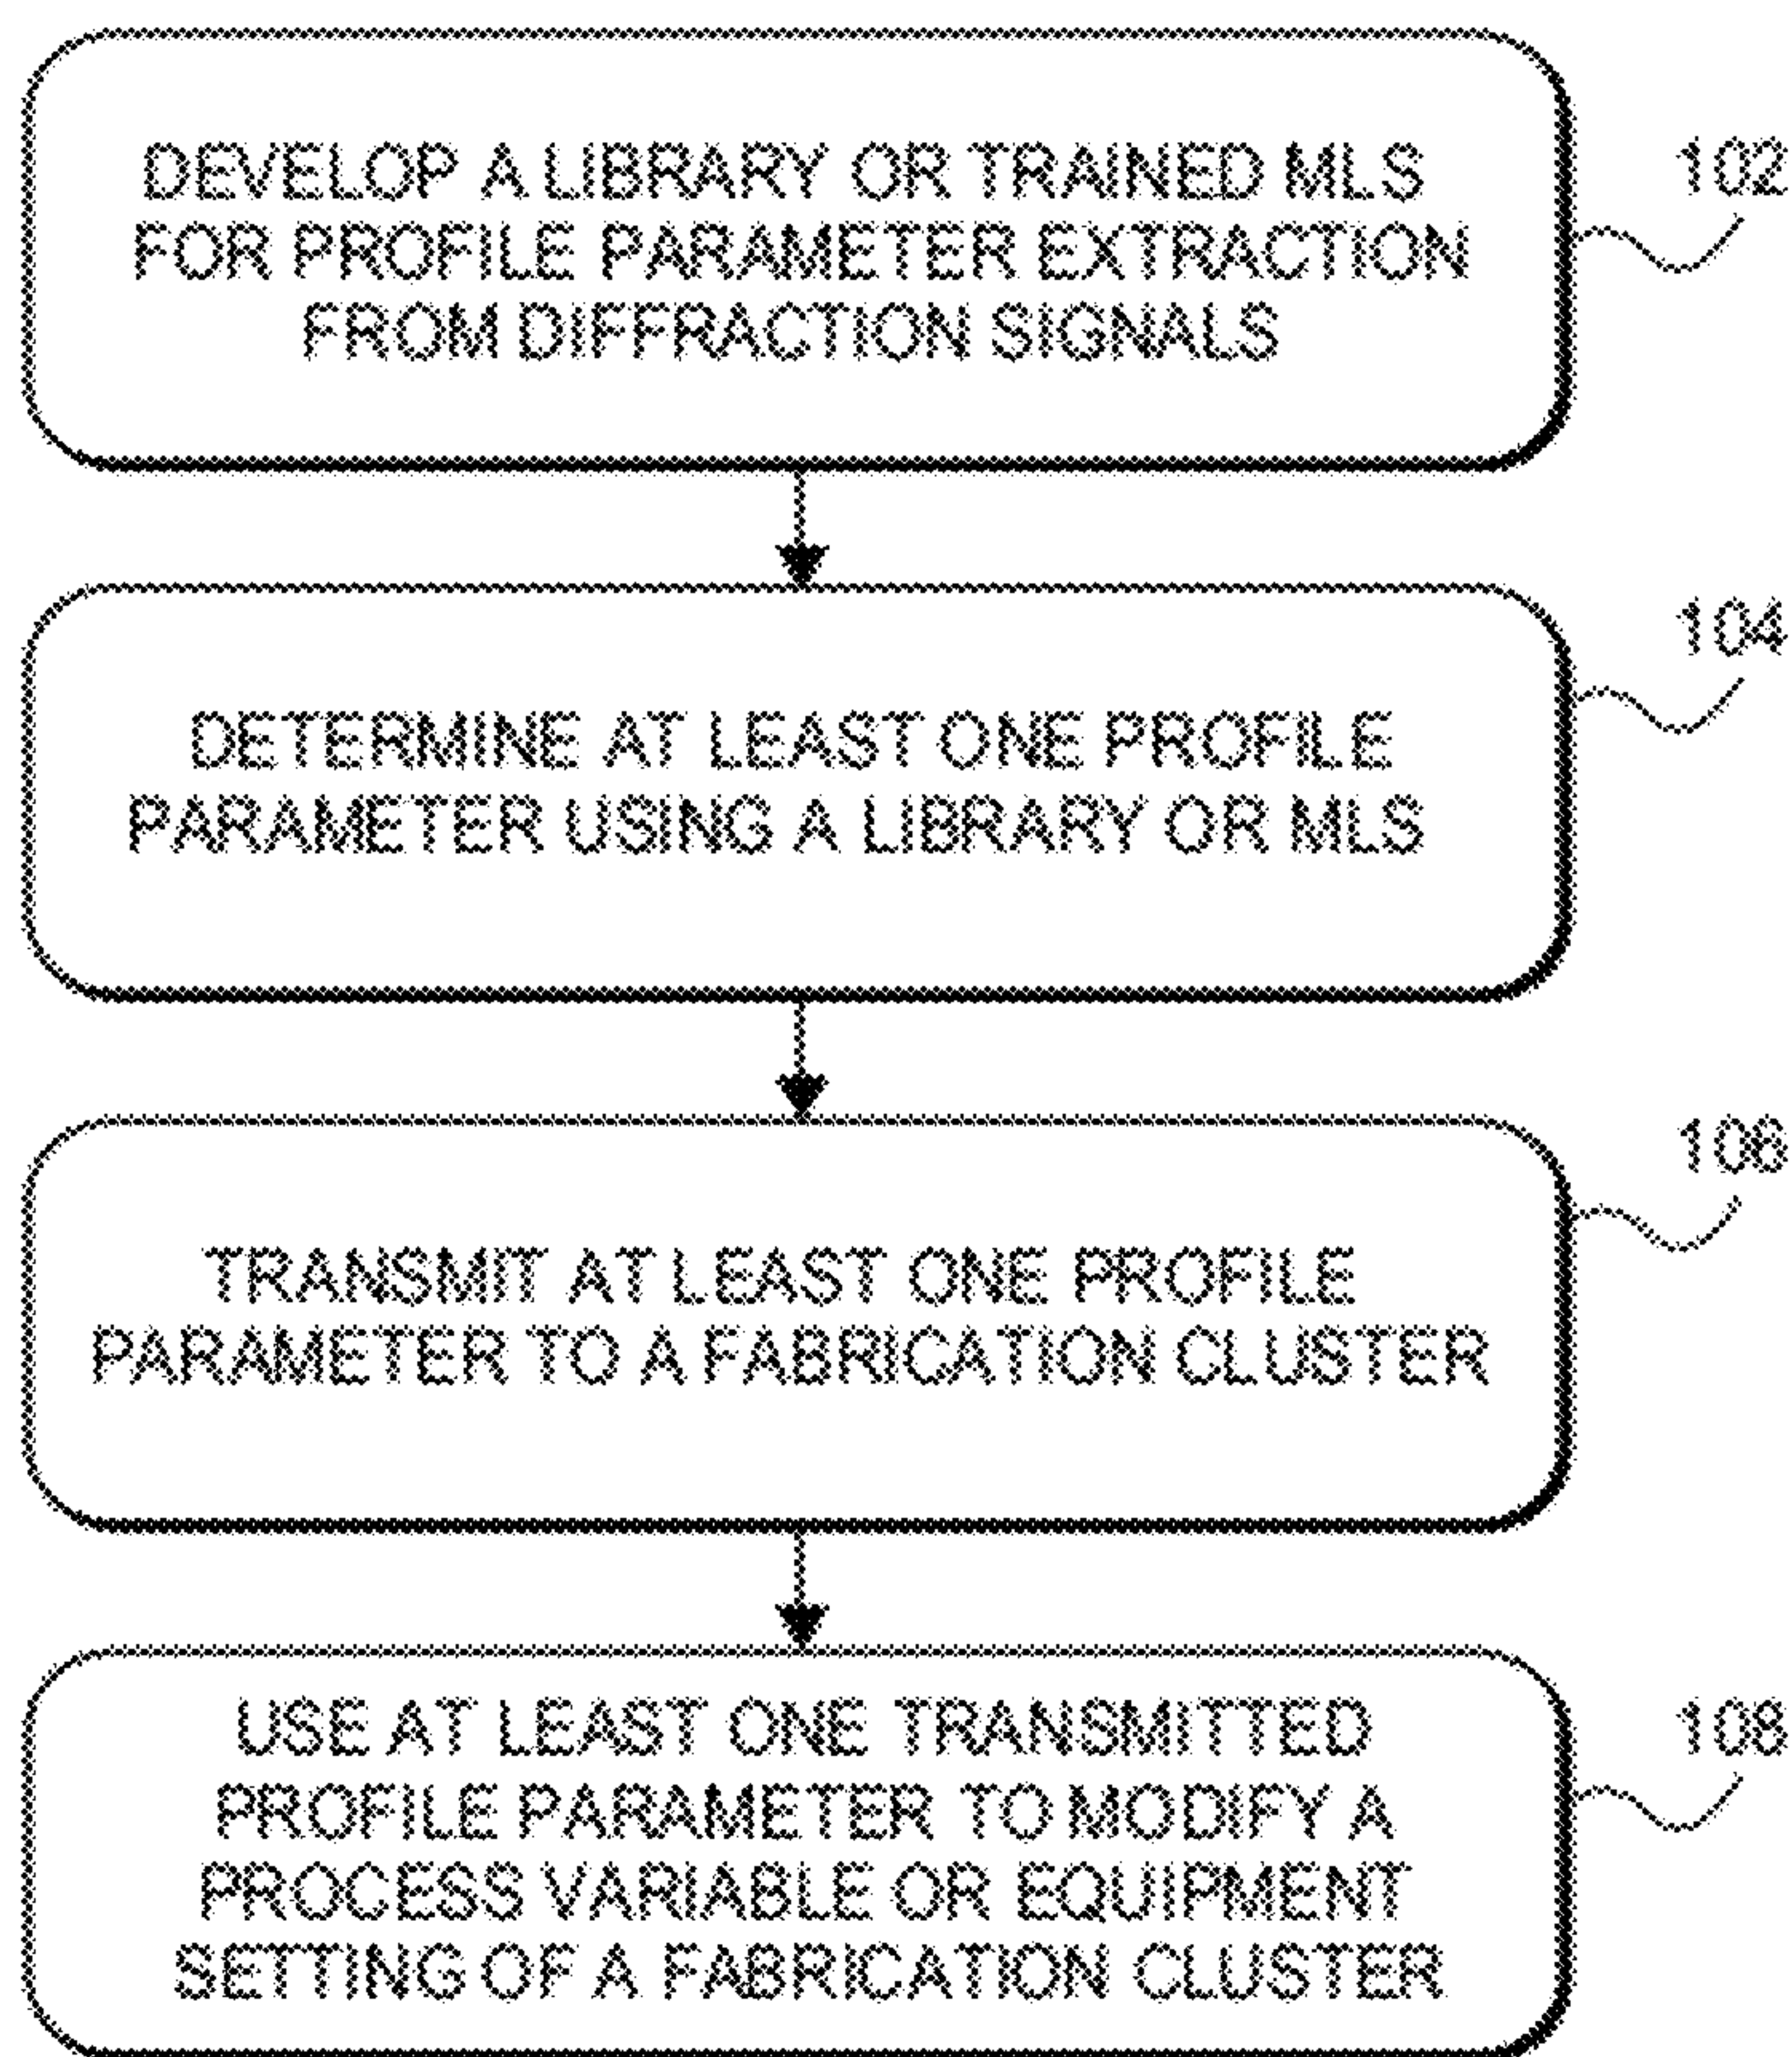 DEVELOP A LIBRARY OR TRAINED MLS
FOR PROFILE PARAMETER EXTRACTION
FROM DIFFRACTION SIGNALS
102
DETERMINE AT LEAST ONE PROFILE
PARAMETER USING A LIBRARY OR MLS
104
TRANSMIT AT LEAST ONE PROFILE
PARAMETER TO A FABRICATION CLUSTER
106
USE AT LEAST ONE TRANSMITTED
PROFILE PARAMETER TO MODIFY A
PROCESS VARIABLE OR EQUIPMENT
SETTING OF A FABRICATION CLUSTER
108